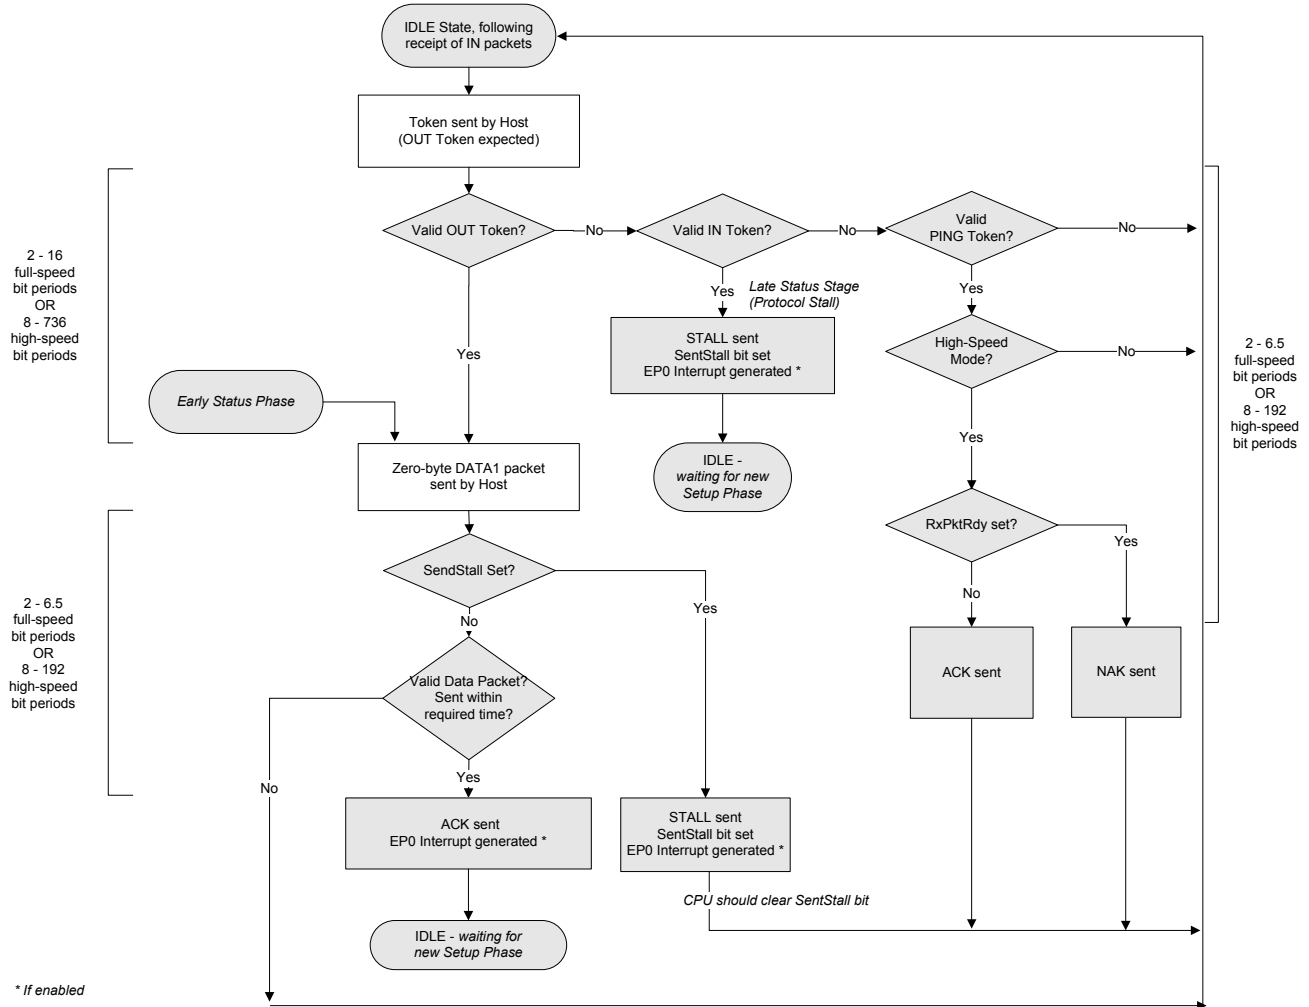 IDLE State, following
receipt of IN packets
Token sent by Host
(OUT Token expected)
Valid OUT Token?
No
Valid IN Token?
No
Valid
PING Token?
No
2 - 16
full-speed
bit periods
OR
8 - 736
high-speed
bit periods
Yes
Late Status Stage
(Protocol Stall)
Yes
STALL sent
SentStall bit set
EP0 Interrupt generated *
High-Speed
Mode?
No
Yes
2 - 6.5
full-speed
bit periods
OR
8 - 192
high-speed
bit periods
Early Status Phase
Yes
Zero-byte DATA1 packet
sent by Host
IDLE -
waiting for new
Setup Phase
RxPktRdy set?
Yes
No
SendStall Set?
Yes
No
2 - 6.5
full-speed
bit periods
OR
8 - 192
high-speed
bit periods
Valid Data Packet?
Sent within
required time?
ACK sent
NAK sent
No
Yes
ACK sent
EP0 Interrupt generated *
STALL sent
SentStall bit set
EP0 Interrupt generated *
CPU should clear SentStall bit
IDLE - waiting for
new Setup Phase
* If enabled